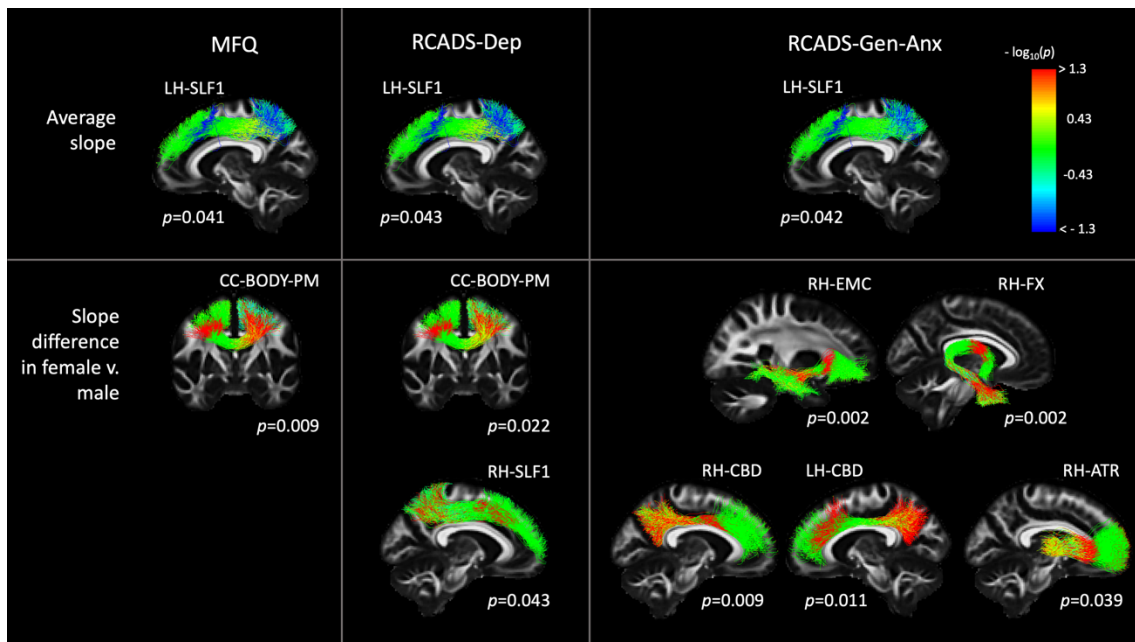 MFQ
RCADS-Dep
RCADS-Gen-Anx
- log₁₀(p)
> 1.3
0.43
-0.43
< - 1.3
Average
slope
LH-SLF1
p=0.041
LH-SLF1
p=0.043
LH-SLF1
p=0.042
Slope
difference
in female v.
male
CC-BODY-PM
p=0.009
CC-BODY-PM
p=0.022
RH-SLF1
p=0.043
RH-EMC
p=0.002
RH-FX
p=0.002
RH-CBD
p=0.009
LH-CBD
p=0.011
RH-ATR
p=0.039